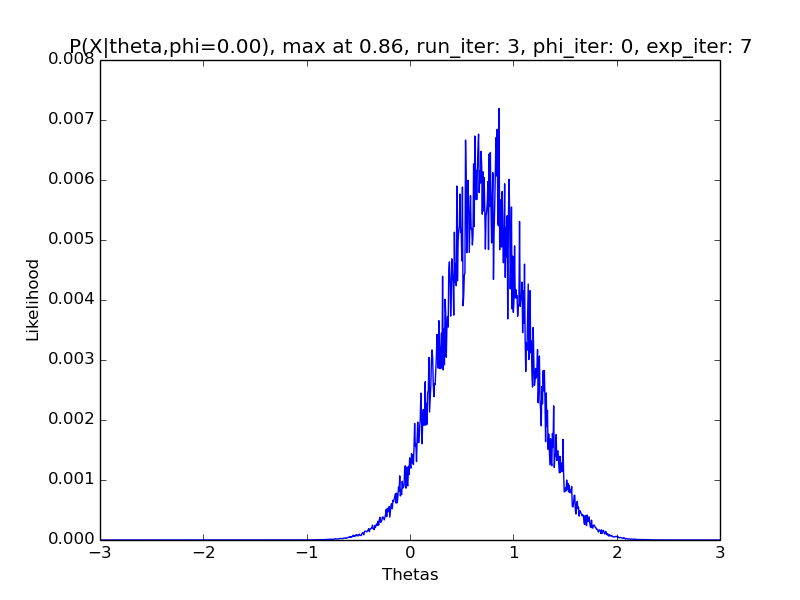 P(X|theta,phi=0.00), max at 0.86, run_iter: 3, phi_iter: 0, exp_iter: 7
0.008
0.007
0.006
0.005
0.004
0.003
0.002
0.001
0.000
Likelihood
−3 −2 −1 0 1 2 3
Thetas